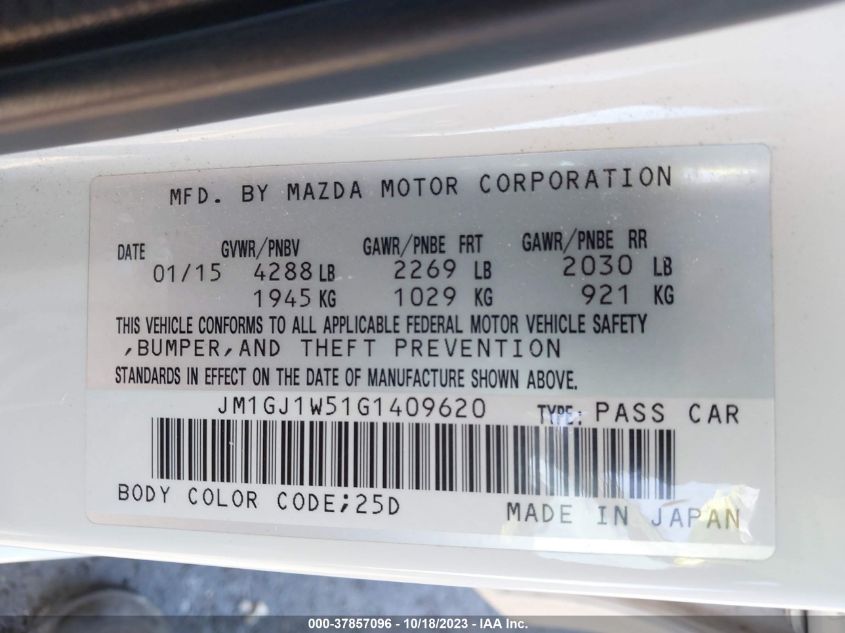 MFD. BY MAZDA MOTOR CORPORATION
DATE GVWR/PNBV GAWR/PNBE FRT GAWR/PNBE RR
01/15 4288 LB 2269 LB 2030 LB
1945 KG 1029 KG 921 KG
THIS VEHICLE CONFORMS TO ALL APPLICABLE FEDERAL MOTOR VEHICLE SAFETY
,BUMPER,AND THEFT PREVENTION
STANDARDS IN EFFECT ON THE DATE OF MANUFACTURE SHOWN ABOVE.
JM1GJ1W51G1409620 TYPE: PASS CAR
BODY COLOR CODE;25D MADE IN JAPAN
000-37857096 - 10/18/2023 - IAA Inc.